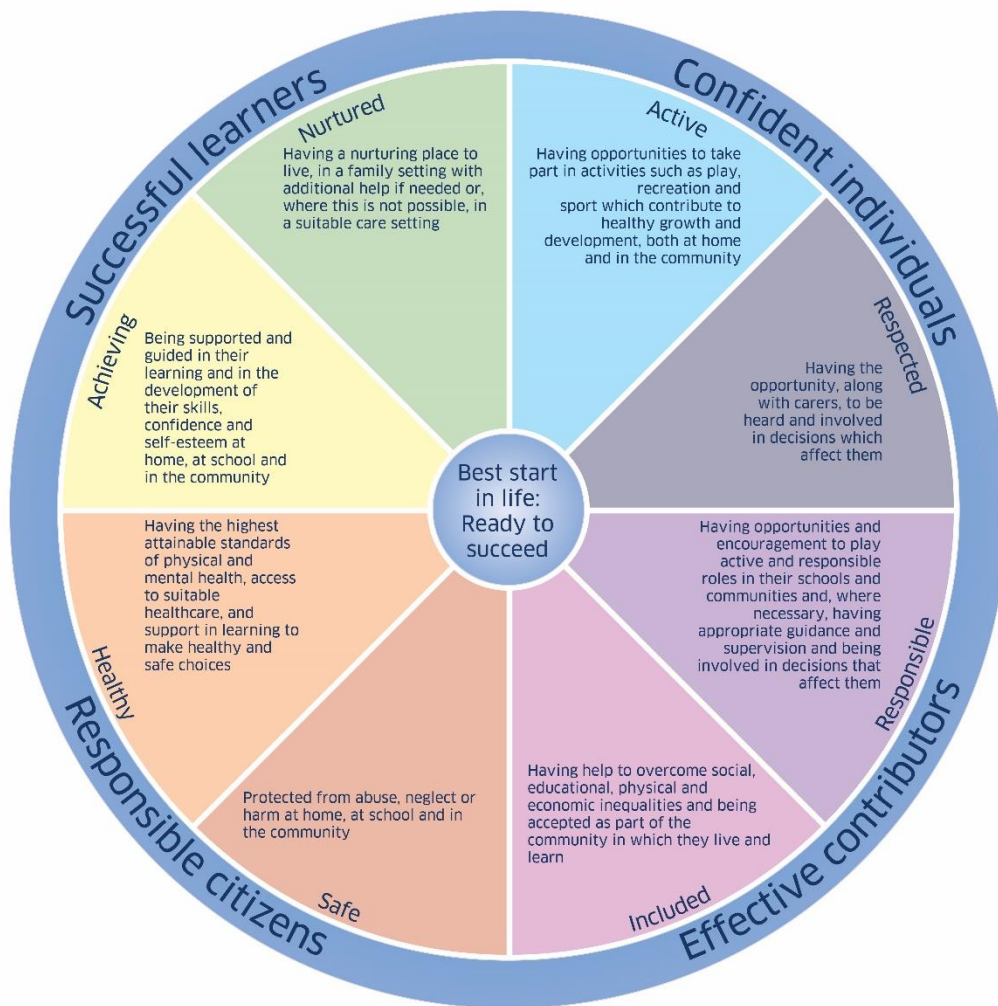 Successful learners
Confident individuals
Nurtured
Having a nurturing place to
live, in a family setting with
additional help if needed or,
where this is not possible, in
a suitable care setting
Active
Having opportunities to take
part in activities such as play,
recreation and
sport which contribute to
healthy growth and
development, both at home
and in the community
Achieving
Being supported and
guided in their
learning and in the
development of
their skills,
confidence and
self-esteem at
home, at school and
in the community
Respected
Having the
opportunity, along
with carers, to be
heard and involved
in decisions which
affect them
Best start
in life:
Ready to
succeed
Healthy
Having the highest
attainable standards
of physical and
mental health, access
to suitable
healthcare, and
support in learning to
make healthy and
safe choices
Responsible
Having opportunities and
encouragement to play
active and responsible
roles in their schools and
communities and, where
necessary, having
appropriate guidance and
supervision and being
involved in decisions that
affect them
Protected from abuse, neglect or
harm at home, at school and in
the community
Safe
Having help to overcome social,
educational, physical and
economic inequalities and being
accepted as part of the
community in which they live and
learn
Included
Responsible citizens
Effective contributors